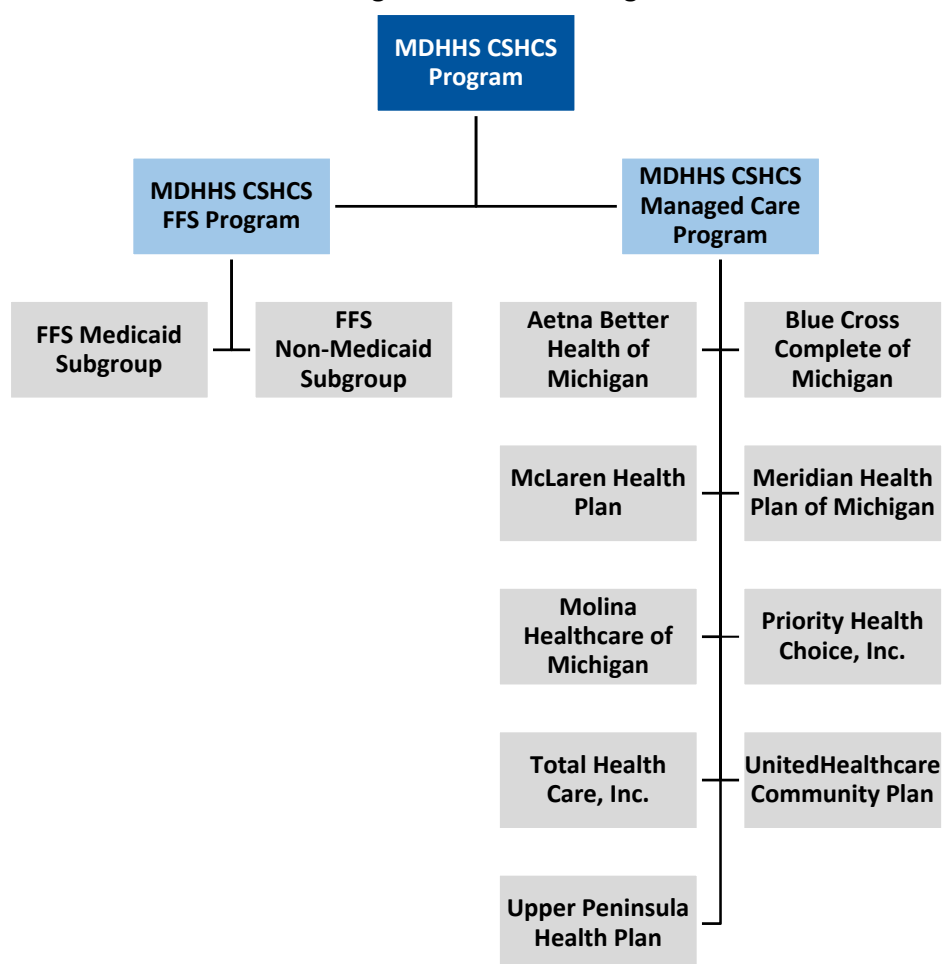 MDHHS CSHCS
Program
MDHHS CSHCS
FFS Program
MDHHS CSHCS
Managed Care
Program
FFS Medicaid
Subgroup
FFS
Non-Medicaid
Subgroup
Aetna Better
Health of
Michigan
Blue Cross
Complete of
Michigan
McLaren Health
Plan
Meridian Health
Plan of Michigan
Molina
Healthcare of
Michigan
Priority Health
Choice, Inc.
Total Health
Care, Inc.
UnitedHealthcare
Community Plan
Upper Peninsula
Health Plan